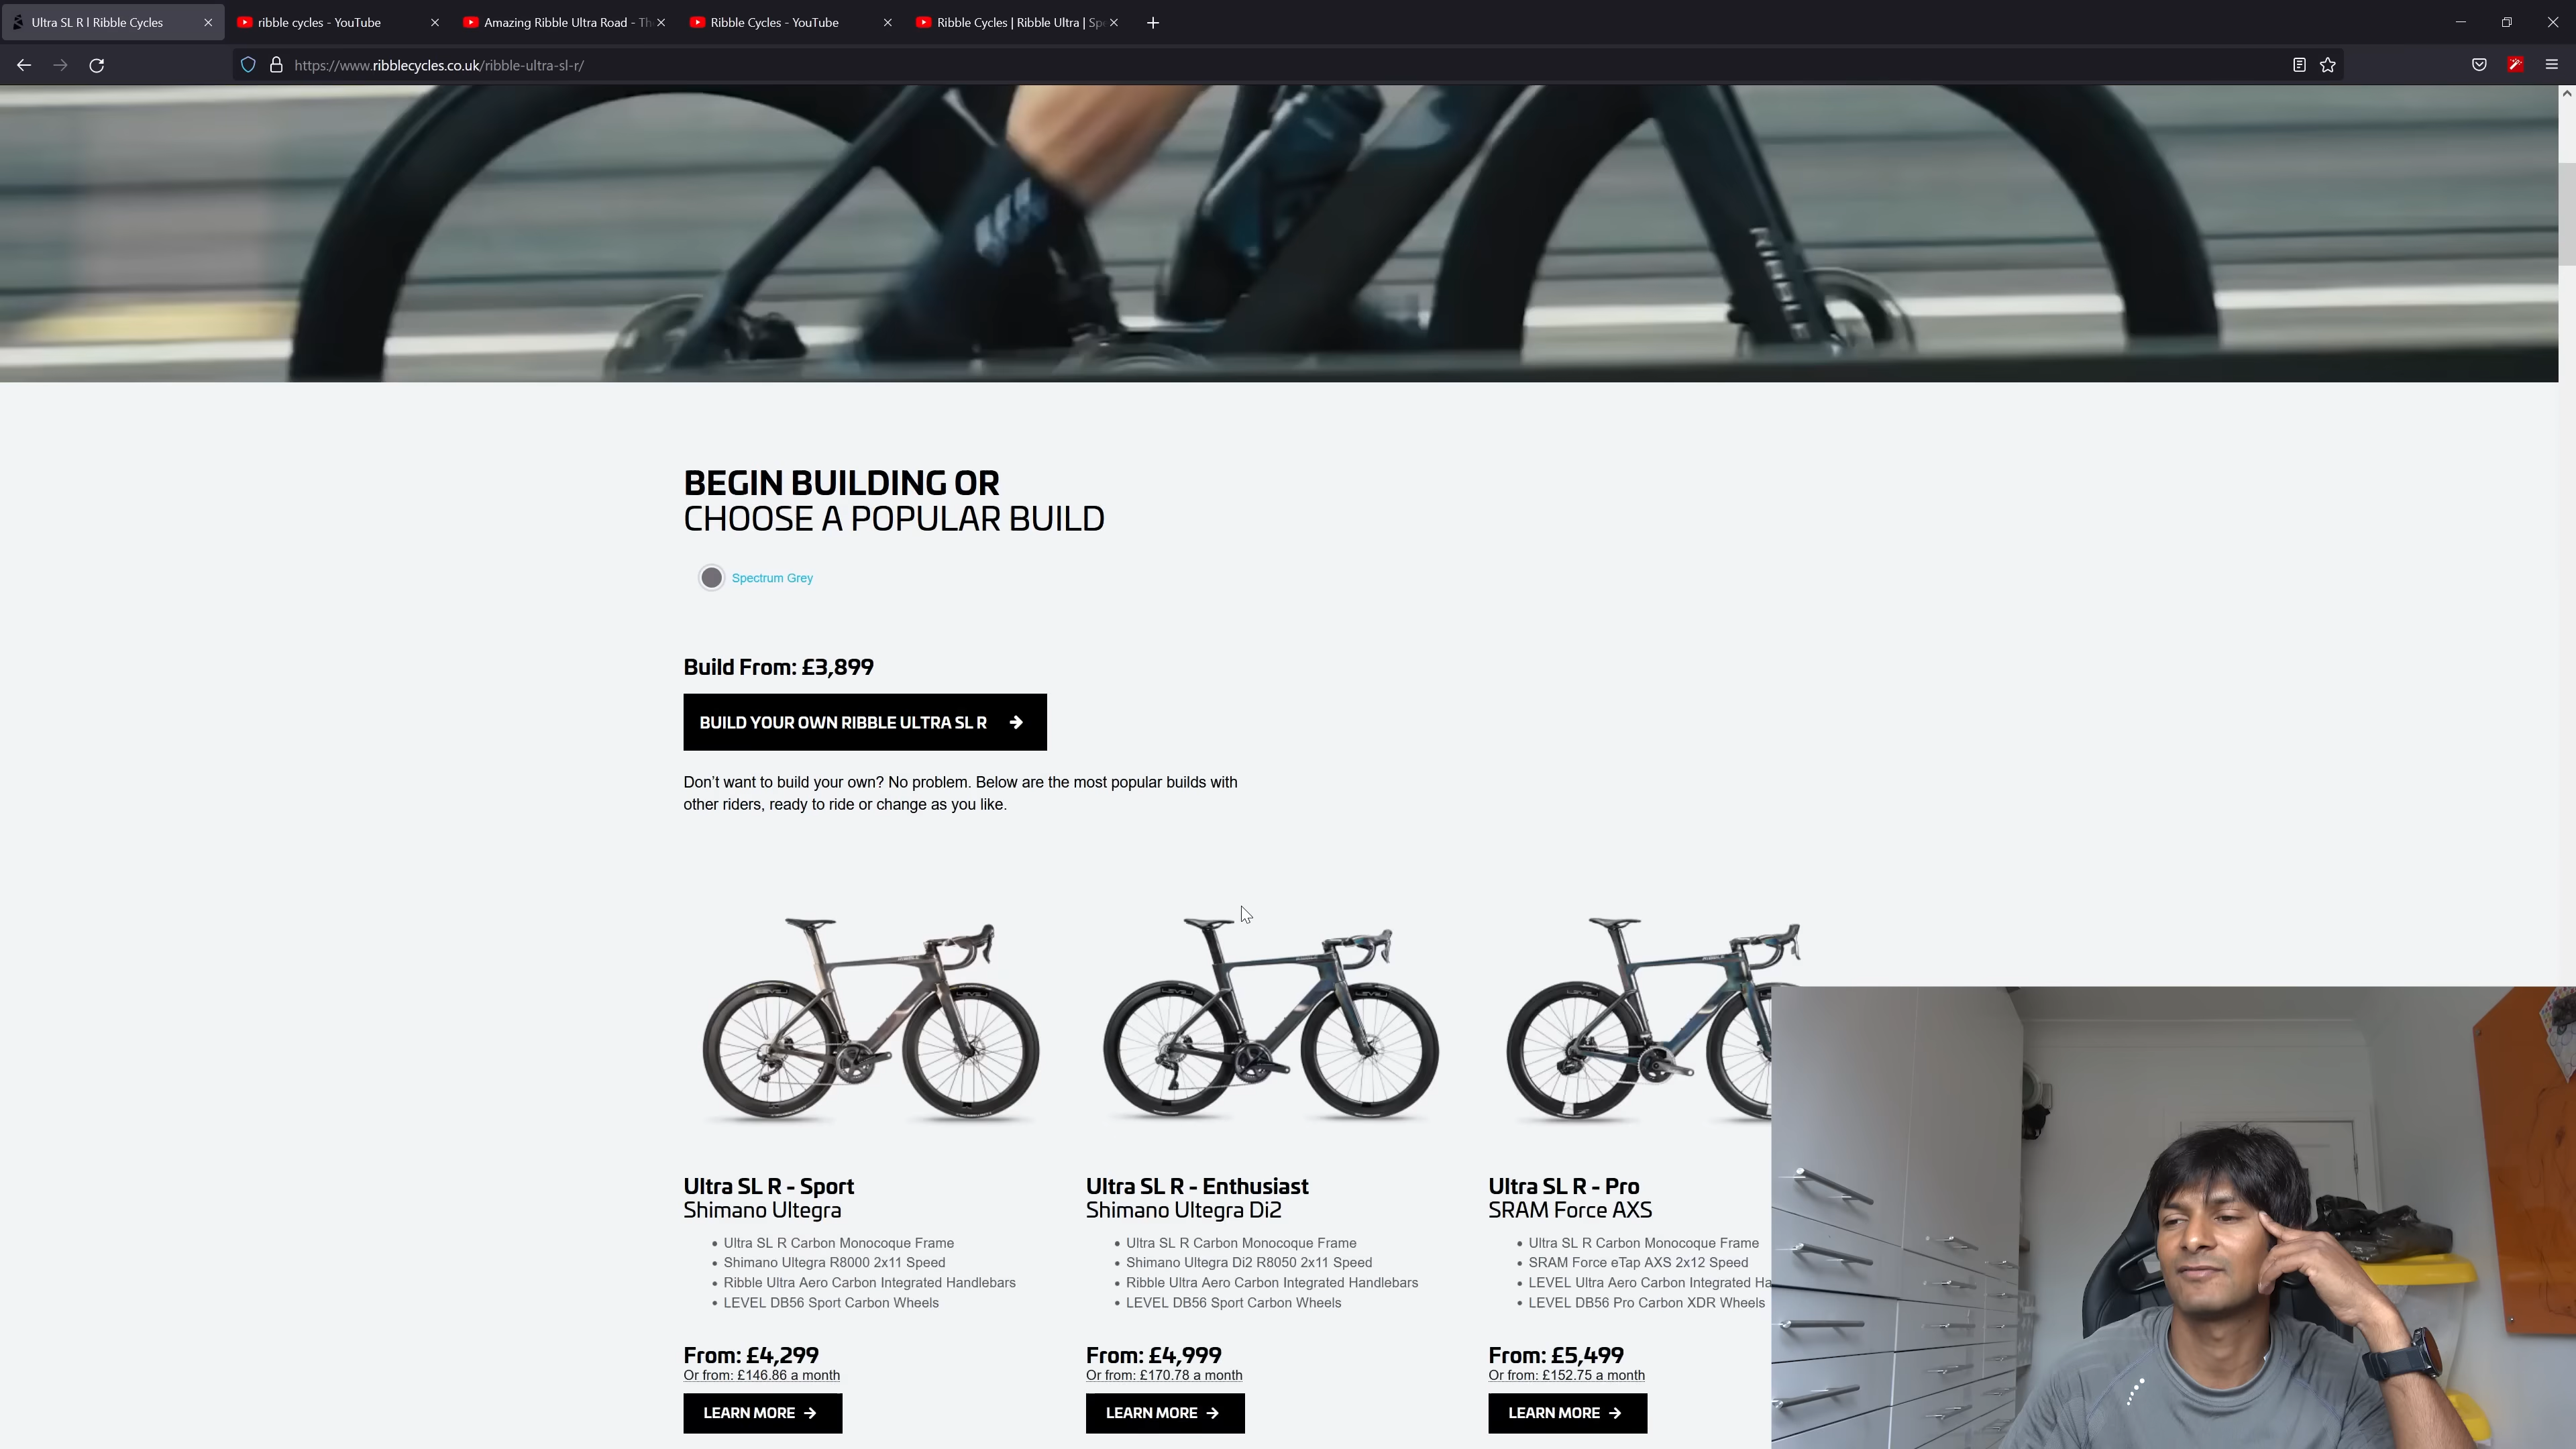 Ultra SL R l Ribble Cycles
ribble cycles - YouTube
Amazing Ribble Ultra Road - Th
Ribble Cycles - YouTube
Ribble Cycles | Ribble Ultra | Spe
https://www.ribblecycles.co.uk/ribble-ultra-sl-r/
BEGIN BUILDING OR
CHOOSE A POPULAR BUILD
Spectrum Grey
Build From: £3,899
BUILD YOUR OWN RIBBLE ULTRA SL R
Don't want to build your own? No problem. Below are the most popular builds with
other riders, ready to ride or change as you like.
Ultra SL R - Sport
Shimano Ultegra
• Ultra SL R Carbon Monocoque Frame
• Shimano Ultegra R8000 2x11 Speed
• Ribble Ultra Aero Carbon Integrated Handlebars
• LEVEL DB56 Sport Carbon Wheels
From: £4,299
Or from: £146.86 a month
LEARN MORE
Ultra SL R - Enthusiast
Shimano Ultegra Di2
• Ultra SL R Carbon Monocoque Frame
• Shimano Ultegra Di2 R8050 2x11 Speed
• Ribble Ultra Aero Carbon Integrated Handlebars
• LEVEL DB56 Sport Carbon Wheels
From: £4,999
Or from: £170.78 a month
LEARN MORE
Ultra SL R - Pro
SRAM Force AXS
• Ultra SL R Carbon Monocoque Frame
• SRAM Force eTap AXS 2x12 Speed
• LEVEL Ultra Aero Carbon Integrated Ha
• LEVEL DB56 Pro Carbon XDR Wheels
From: £5,499
Or from: £152.75 a month
LEARN MORE